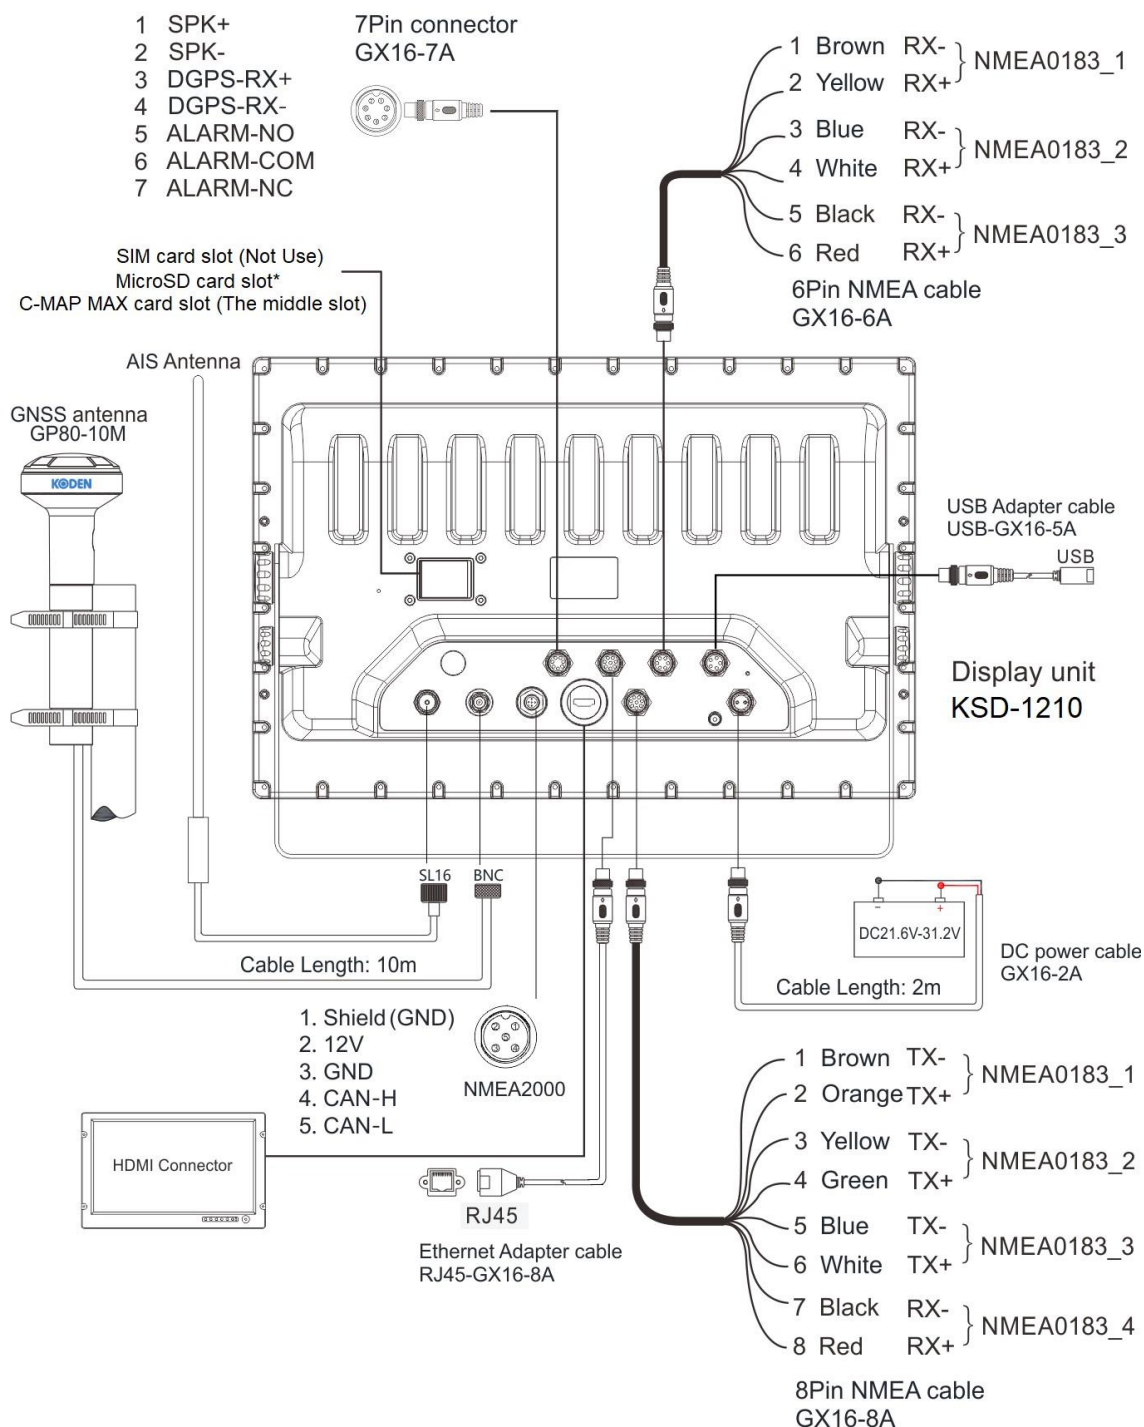 1 SPK+
2 SPK-
3 DGPS-RX+
4 DGPS-RX-
5 ALARM-NO
6 ALARM-COM
7 ALARM-NC
7Pin connector
GX16-7A
1 Brown RX-
2 Yellow RX+
NMEA0183_1
3 Blue RX-
4 White RX+
NMEA0183_2
5 Black RX-
6 Red RX+
NMEA0183_3
6Pin NMEA cable
GX16-6A
SIM card slot (Not Use)
MicroSD card slot*
C-MAP MAX card slot (The middle slot)
AIS Antenna
GNSS antenna
GP80-10M
KODEN
USB Adapter cable
USB-GX16-5A
USB
Display unit
KSD-1210
SL16
BNC
Cable Length: 10m
- +
DC21.6V-31.2V
DC power cable
GX16-2A
Cable Length: 2m
1. Shield (GND)
2. 12V
3. GND
4. CAN-H
5. CAN-L
2 1
5
3 4
NMEA2000
HDMI Connector
RJ45
Ethernet Adapter cable
RJ45-GX16-8A
1 Brown TX-
2 Orange TX+
NMEA0183_1
3 Yellow TX-
4 Green TX+
NMEA0183_2
5 Blue TX-
6 White TX+
NMEA0183_3
7 Black RX-
8 Red RX+
NMEA0183_4
8Pin NMEA cable
GX16-8A